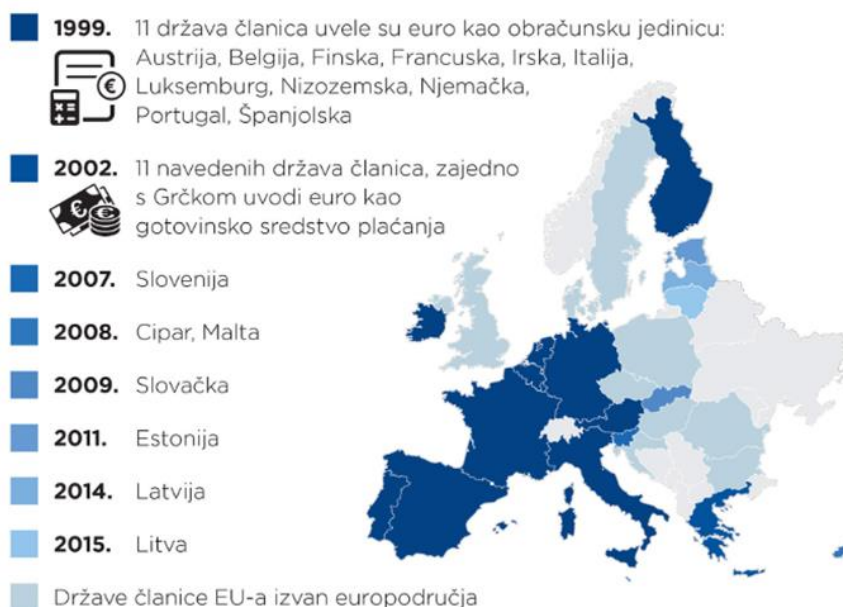 1999. 11 država članica uvele su euro kao obračunsku jedinicu:
Austrija, Belgija, Finska, Francuska, Irska, Italija,
Luksemburg, Nizozemska, Njemačka,
Portugal, Španjolska
2002. 11 navedenih država članica, zajedno
s Grčkom uvodi euro kao
gotovinsko sredstvo plaćanja
2007. Slovenija
2008. Cipar, Malta
2009. Slovačka
2011. Estonija
2014. Latvija
2015. Litva
Države članice EU-a izvan europodručja